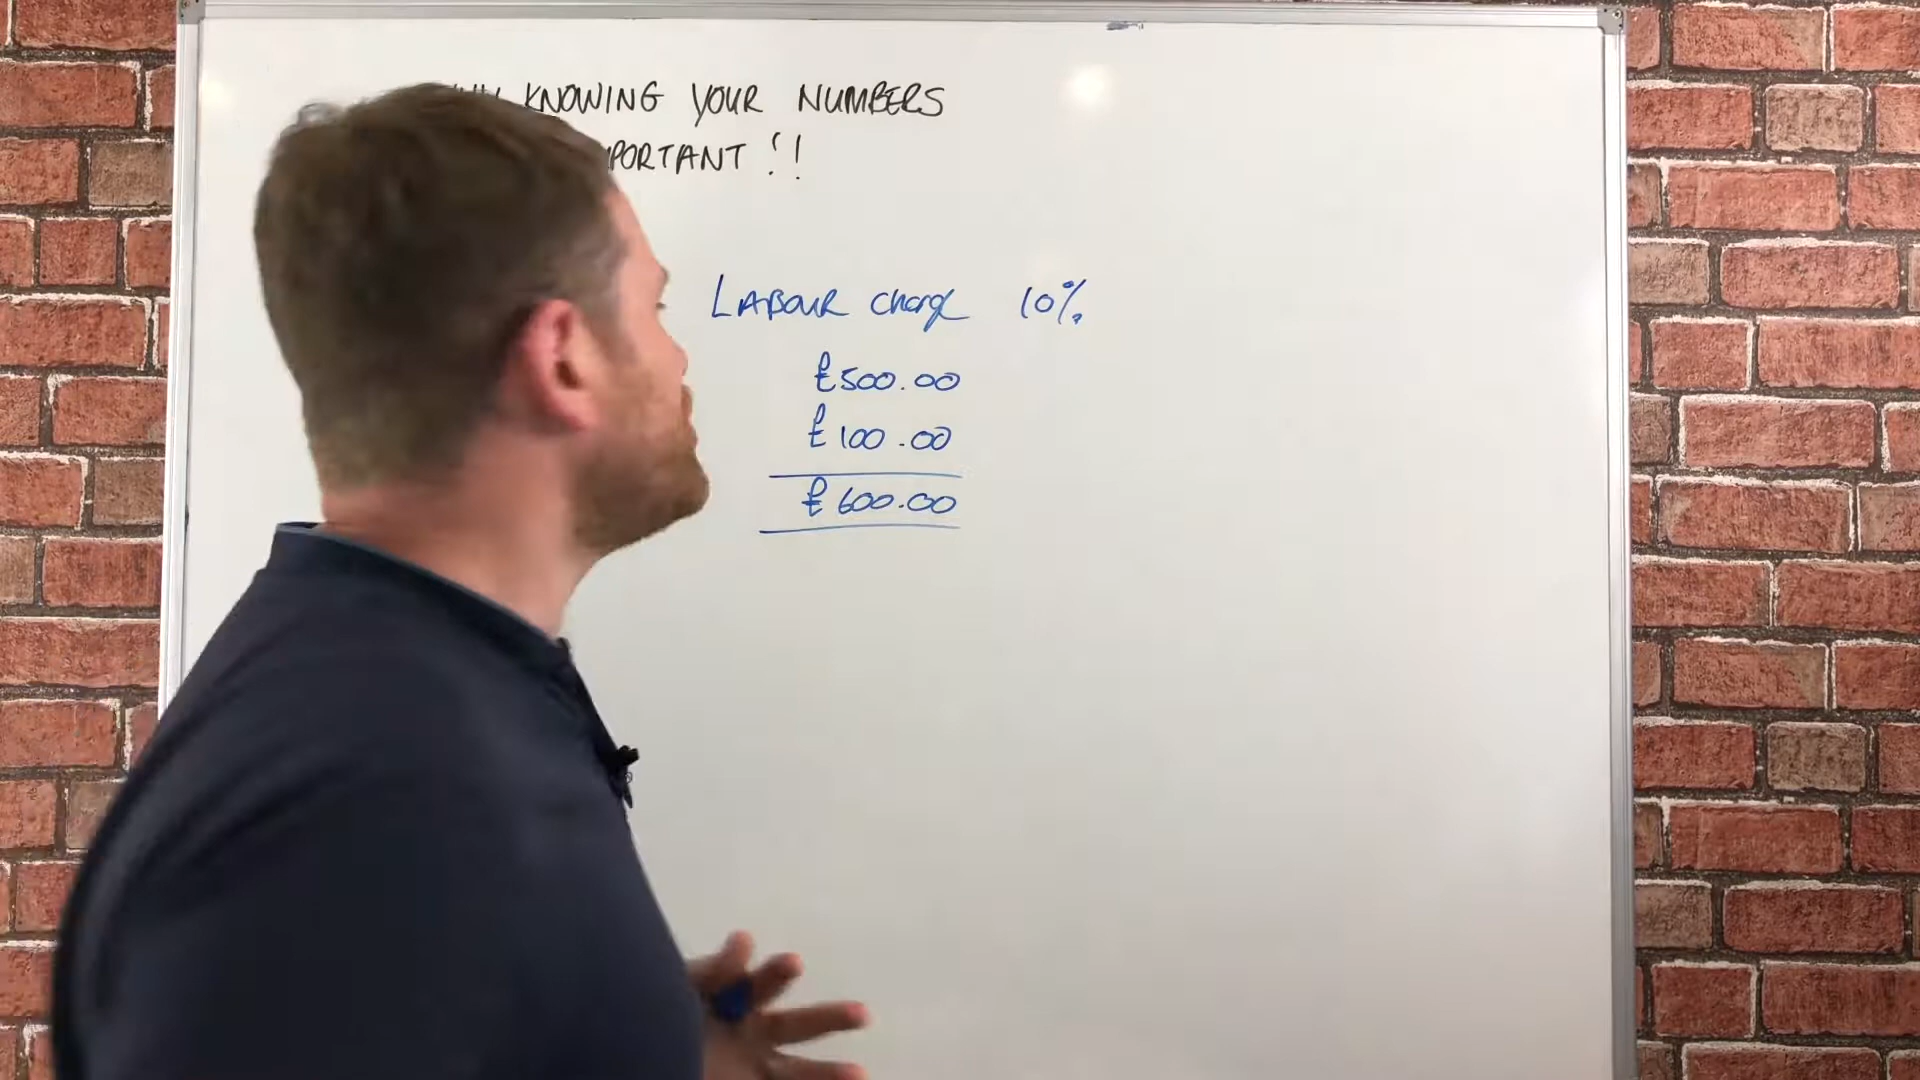 KNOWING YOUR NUMBERS
PORTANT !!
LABOUR charge 10%
£500.00
£100.00
£600.00